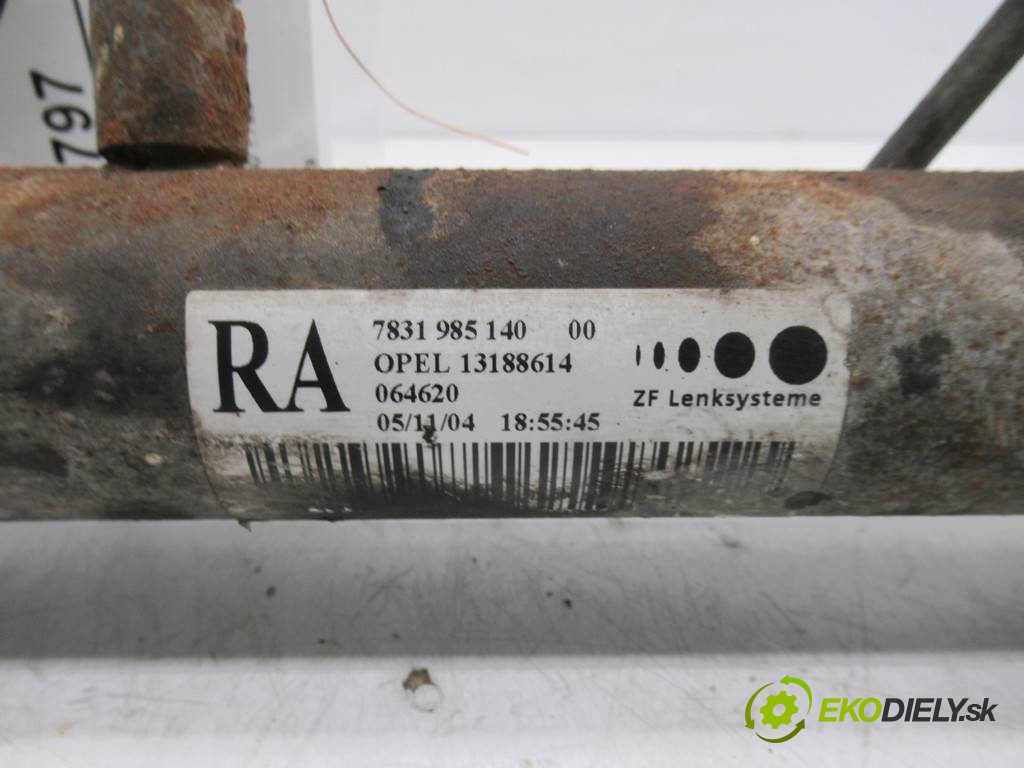 797
RA
7831 985 140 00
OPEL 13188614
064620
05/11/04 18:55:45
ZF Lenksysteme
EKODIELY.sk